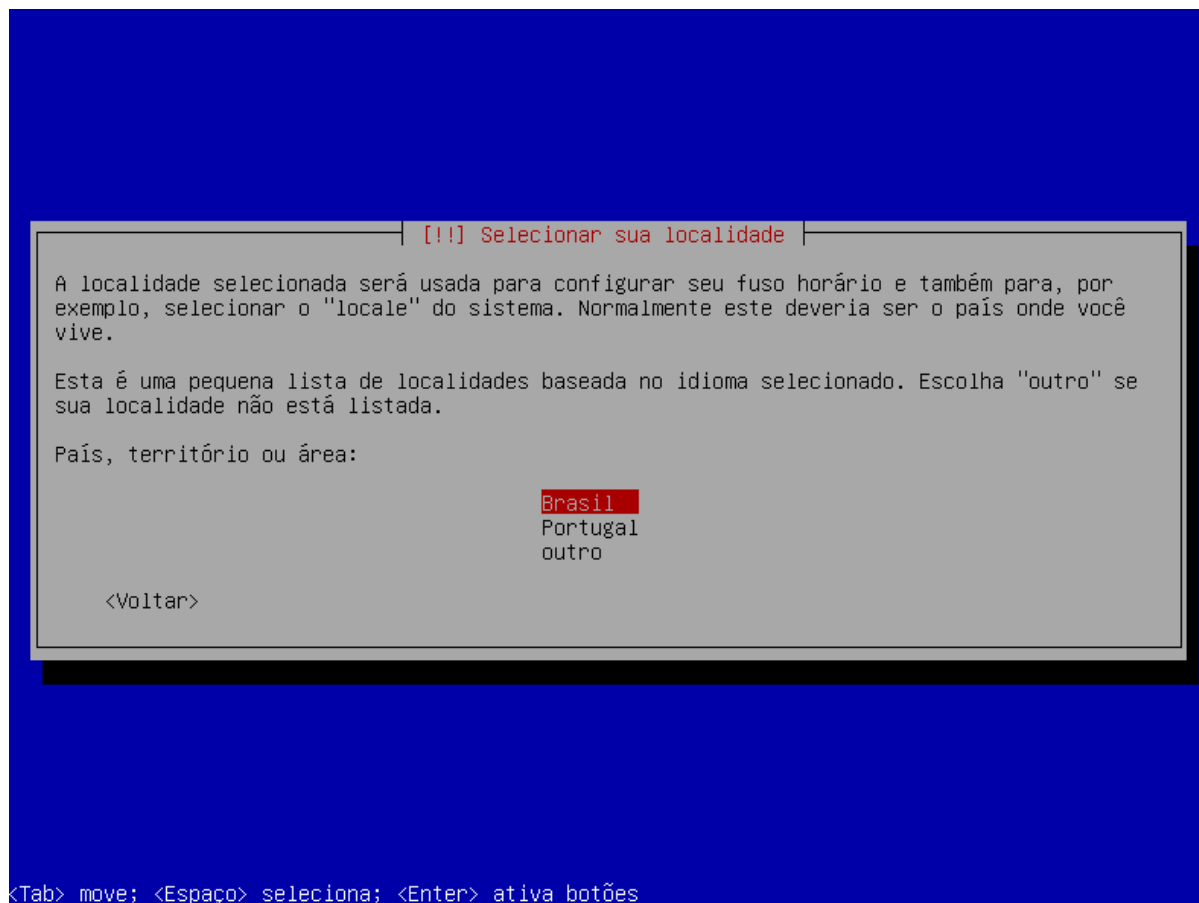 [!!] Selecionar sua localidade
A localidade selecionada será usada para configurar seu fuso horário e também para, por
exemplo, selecionar o "locale" do sistema. Normalmente este deveria ser o país onde você
vive.
Esta é uma pequena lista de localidades baseada no idioma selecionado. Escolha "outro" se
sua localidade não está listada.
País, território ou área:
Brasil
Portugal
outro
<Voltar>
<Tab> move; <Espaço> seleciona; <Enter> ativa botões